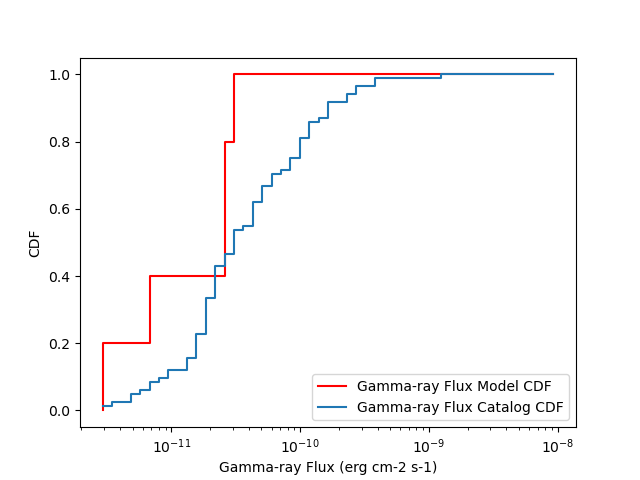 1.0
0.8
0.6
0.4
0.2
0.0
CDF
Gamma-ray Flux Model CDF
Gamma-ray Flux Catalog CDF
10⁻¹¹ 10⁻¹⁰ 10⁻⁹ 10⁻⁸
Gamma-ray Flux (erg cm-2 s-1)